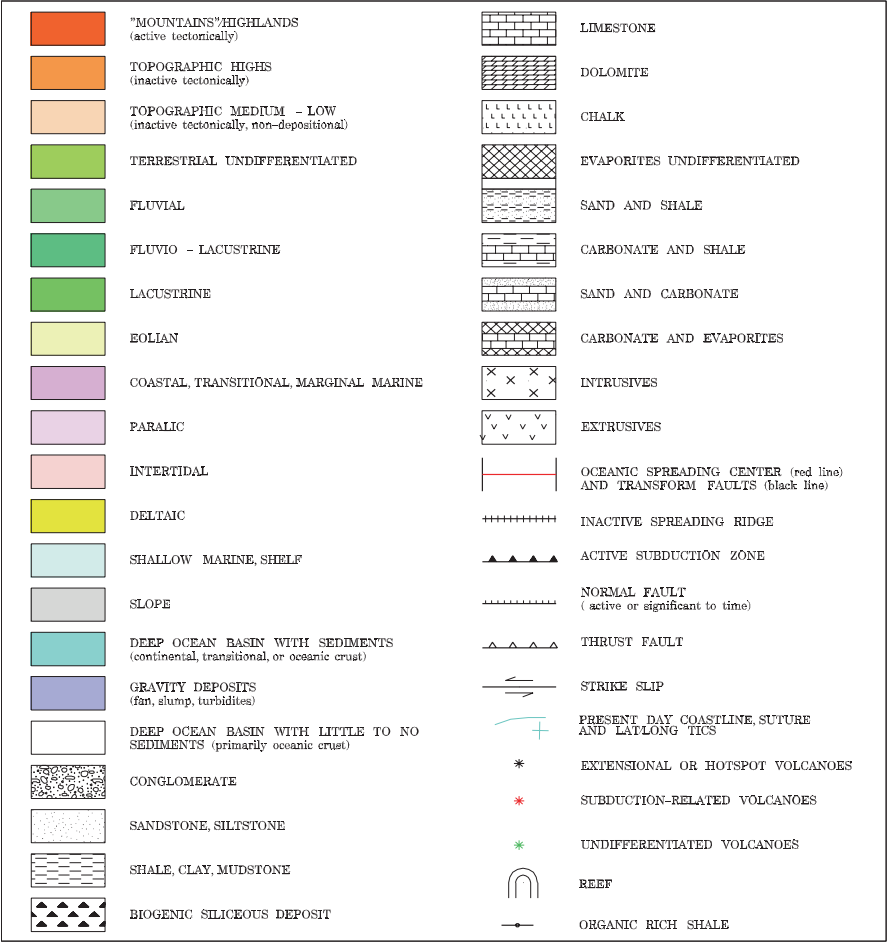 "MOUNTAINS"/HIGHLANDS
(active tectonically)
TOPOGRAPHIC HIGHS
(inactive tectonically)
TOPOGRAPHIC MEDIUM - LOW
(inactive tectonically, non-depositional)
TERRESTRIAL UNDIFFERENTIATED
FLUVIAL
FLUVIO - LACUSTRINE
LACUSTRINE
EOLIAN
COASTAL, TRANSITIONAL, MARGINAL MARINE
PARALIC
INTERTIDAL
DELTAIC
SHALLOW MARINE, SHELF
SLOPE
DEEP OCEAN BASIN WITH SEDIMENTS
(continental, transitional, or oceanic crust)
GRAVITY DEPOSITS
(fan, slump, turbidites)
DEEP OCEAN BASIN WITH LITTLE TO NO
SEDIMENTS (primarily oceanic crust)
CONGLOMERATE
SANDSTONE, SILTSTONE
SHALE, CLAY, MUDSTONE
BIOGENIC SILICEOUS DEPOSIT
LIMESTONE
DOLOMITE
CHALK
EVAPORITES UNDIFFERENTIATED
SAND AND SHALE
CARBONATE AND SHALE
SAND AND CARBONATE
CARBONATE AND EVAPORITES
INTRUSIVES
EXTRUSIVES
OCEANIC SPREADING CENTER (red line)
AND TRANSFORM FAULTS (black line)
INACTIVE SPREADING RIDGE
ACTIVE SUBDUCTION ZONE
NORMAL FAULT
( active or significant to time)
THRUST FAULT
STRIKE SLIP
PRESENT DAY COASTLINE, SUTURE
AND LAT/LONG TICS
EXTENSIONAL OR HOTSPOT VOLCANOES
SUBDUCTION-RELATED VOLCANOES
UNDIFFERENTIATED VOLCANOES
REEF
ORGANIC RICH SHALE